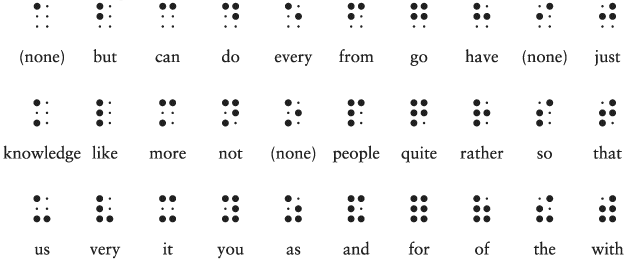 (none) but can do every from go have (none) just
knowledge like more not (none) people quite rather so that
us very it you as and for of the with